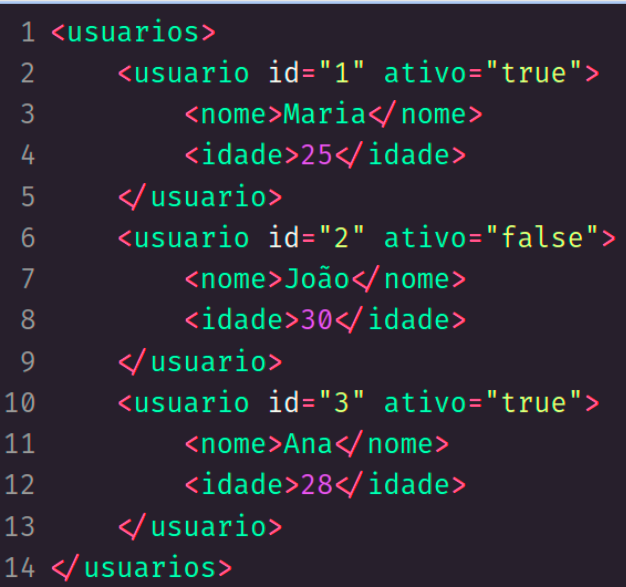 1 <usuarios>
2     <usuario id="1" ativo="true">
3         <nome>Maria</nome>
4         <idade>25</idade>
5     </usuario>
6     <usuario id="2" ativo="false">
7         <nome>João</nome>
8         <idade>30</idade>
9     </usuario>
10     <usuario id="3" ativo="true">
11         <nome>Ana</nome>
12         <idade>28</idade>
13     </usuario>
14 </usuarios>